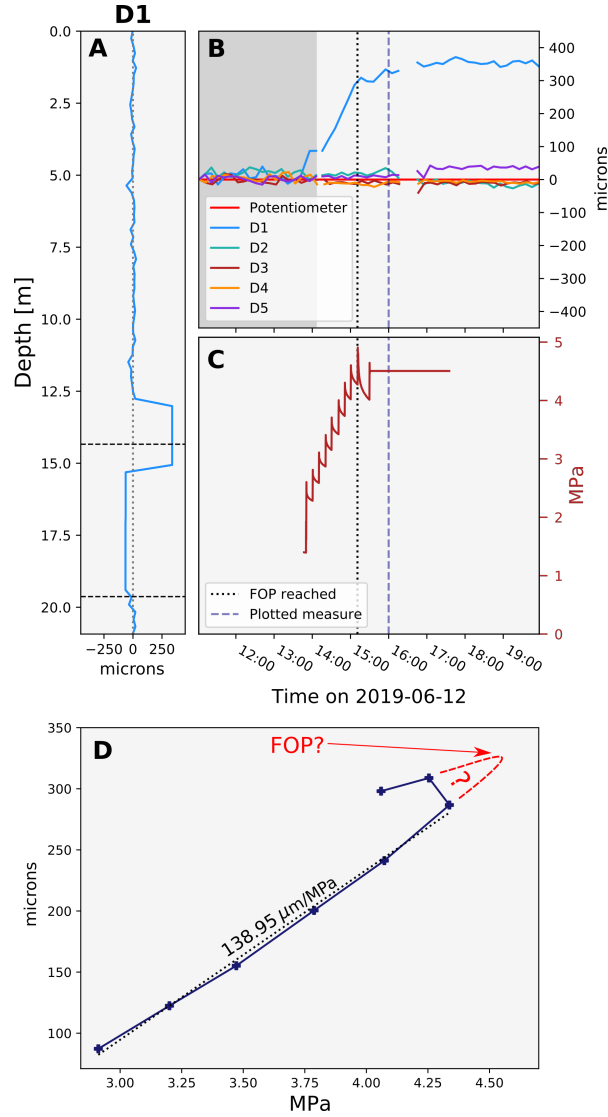 D1
A
0.0
2.5
5.0
7.5
10.0
12.5
15.0
17.5
20.0
Depth [m]
−250 0 250
microns
B
400
300
200
100
0
−100
−200
−300
−400
microns
Potentiometer
D1
D2
D3
D4
D5
C
5
4
3
2
1
0
MPa
FOP reached
Plotted measure
12:00 13:00 14:00 15:00 16:00 17:00 18:00 19:00
Time on 2019-06-12
D
350
300
250
200
150
100
microns
FOP?
?
138.95 μm/MPa
3.00 3.25 3.50 3.75 4.00 4.25 4.50
MPa